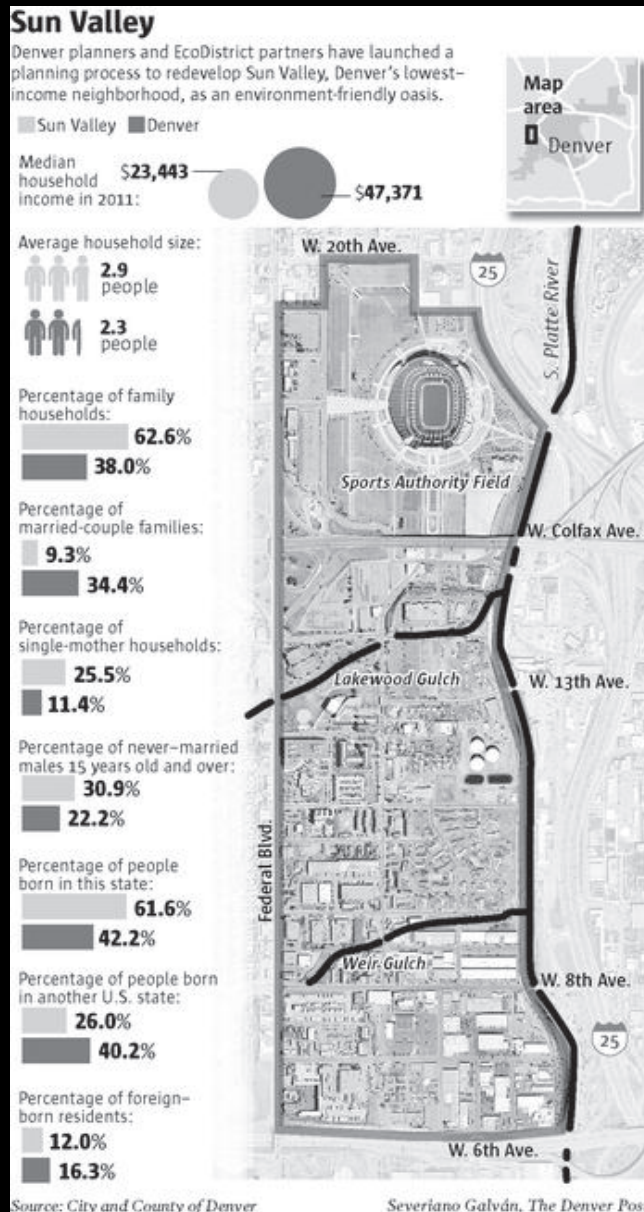 Sun Valley
Denver planners and EcoDistrict partners have launched a
planning process to redevelop Sun Valley, Denver's lowest-
income neighborhood, as an environment-friendly oasis.
Sun Valley Denver
Median
household
income in 2011:
$23,443
$47,371
Map
area
Denver
Average household size:
2.9
people
2.3
people
Percentage of family
households:
62.6%
38.0%
Percentage of
married-couple families:
9.3%
34.4%
Percentage of
single-mother households:
25.5%
11.4%
Percentage of never-married
males 15 years old and over:
30.9%
22.2%
Percentage of people
born in this state:
61.6%
42.2%
Percentage of people born
in another U.S. state:
26.0%
40.2%
Percentage of foreign-
born residents:
12.0%
16.3%
W. 20th Ave.
25
S. Platte River
Sports Authority Field
W. Colfax Ave.
Lakewood Gulch
W. 13th Ave.
Federal Blvd.
Weir Gulch
W. 8th Ave.
25
W. 6th Ave.
Source: City and County of Denver
Severiano Galván, The Denver Pos